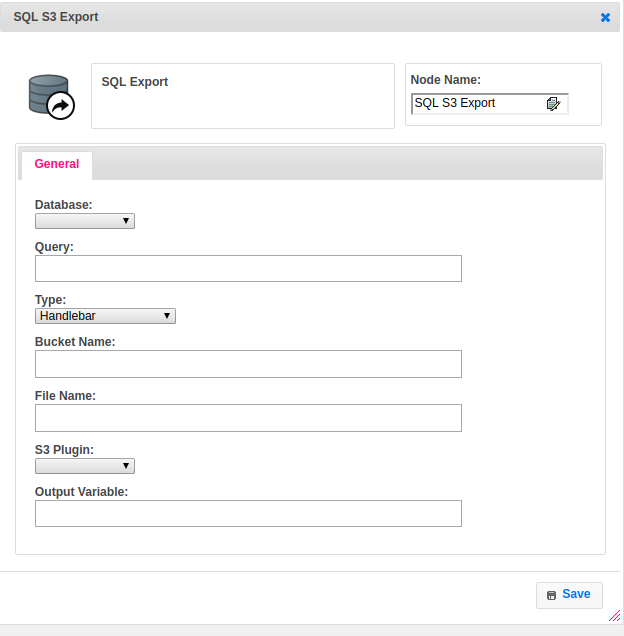 SQL S3 Export
SQL Export
Node Name:
SQL S3 Export
General
Database:
Query:
Type:
Handlebar
Bucket Name:
File Name:
S3 Plugin:
Output Variable:
Save